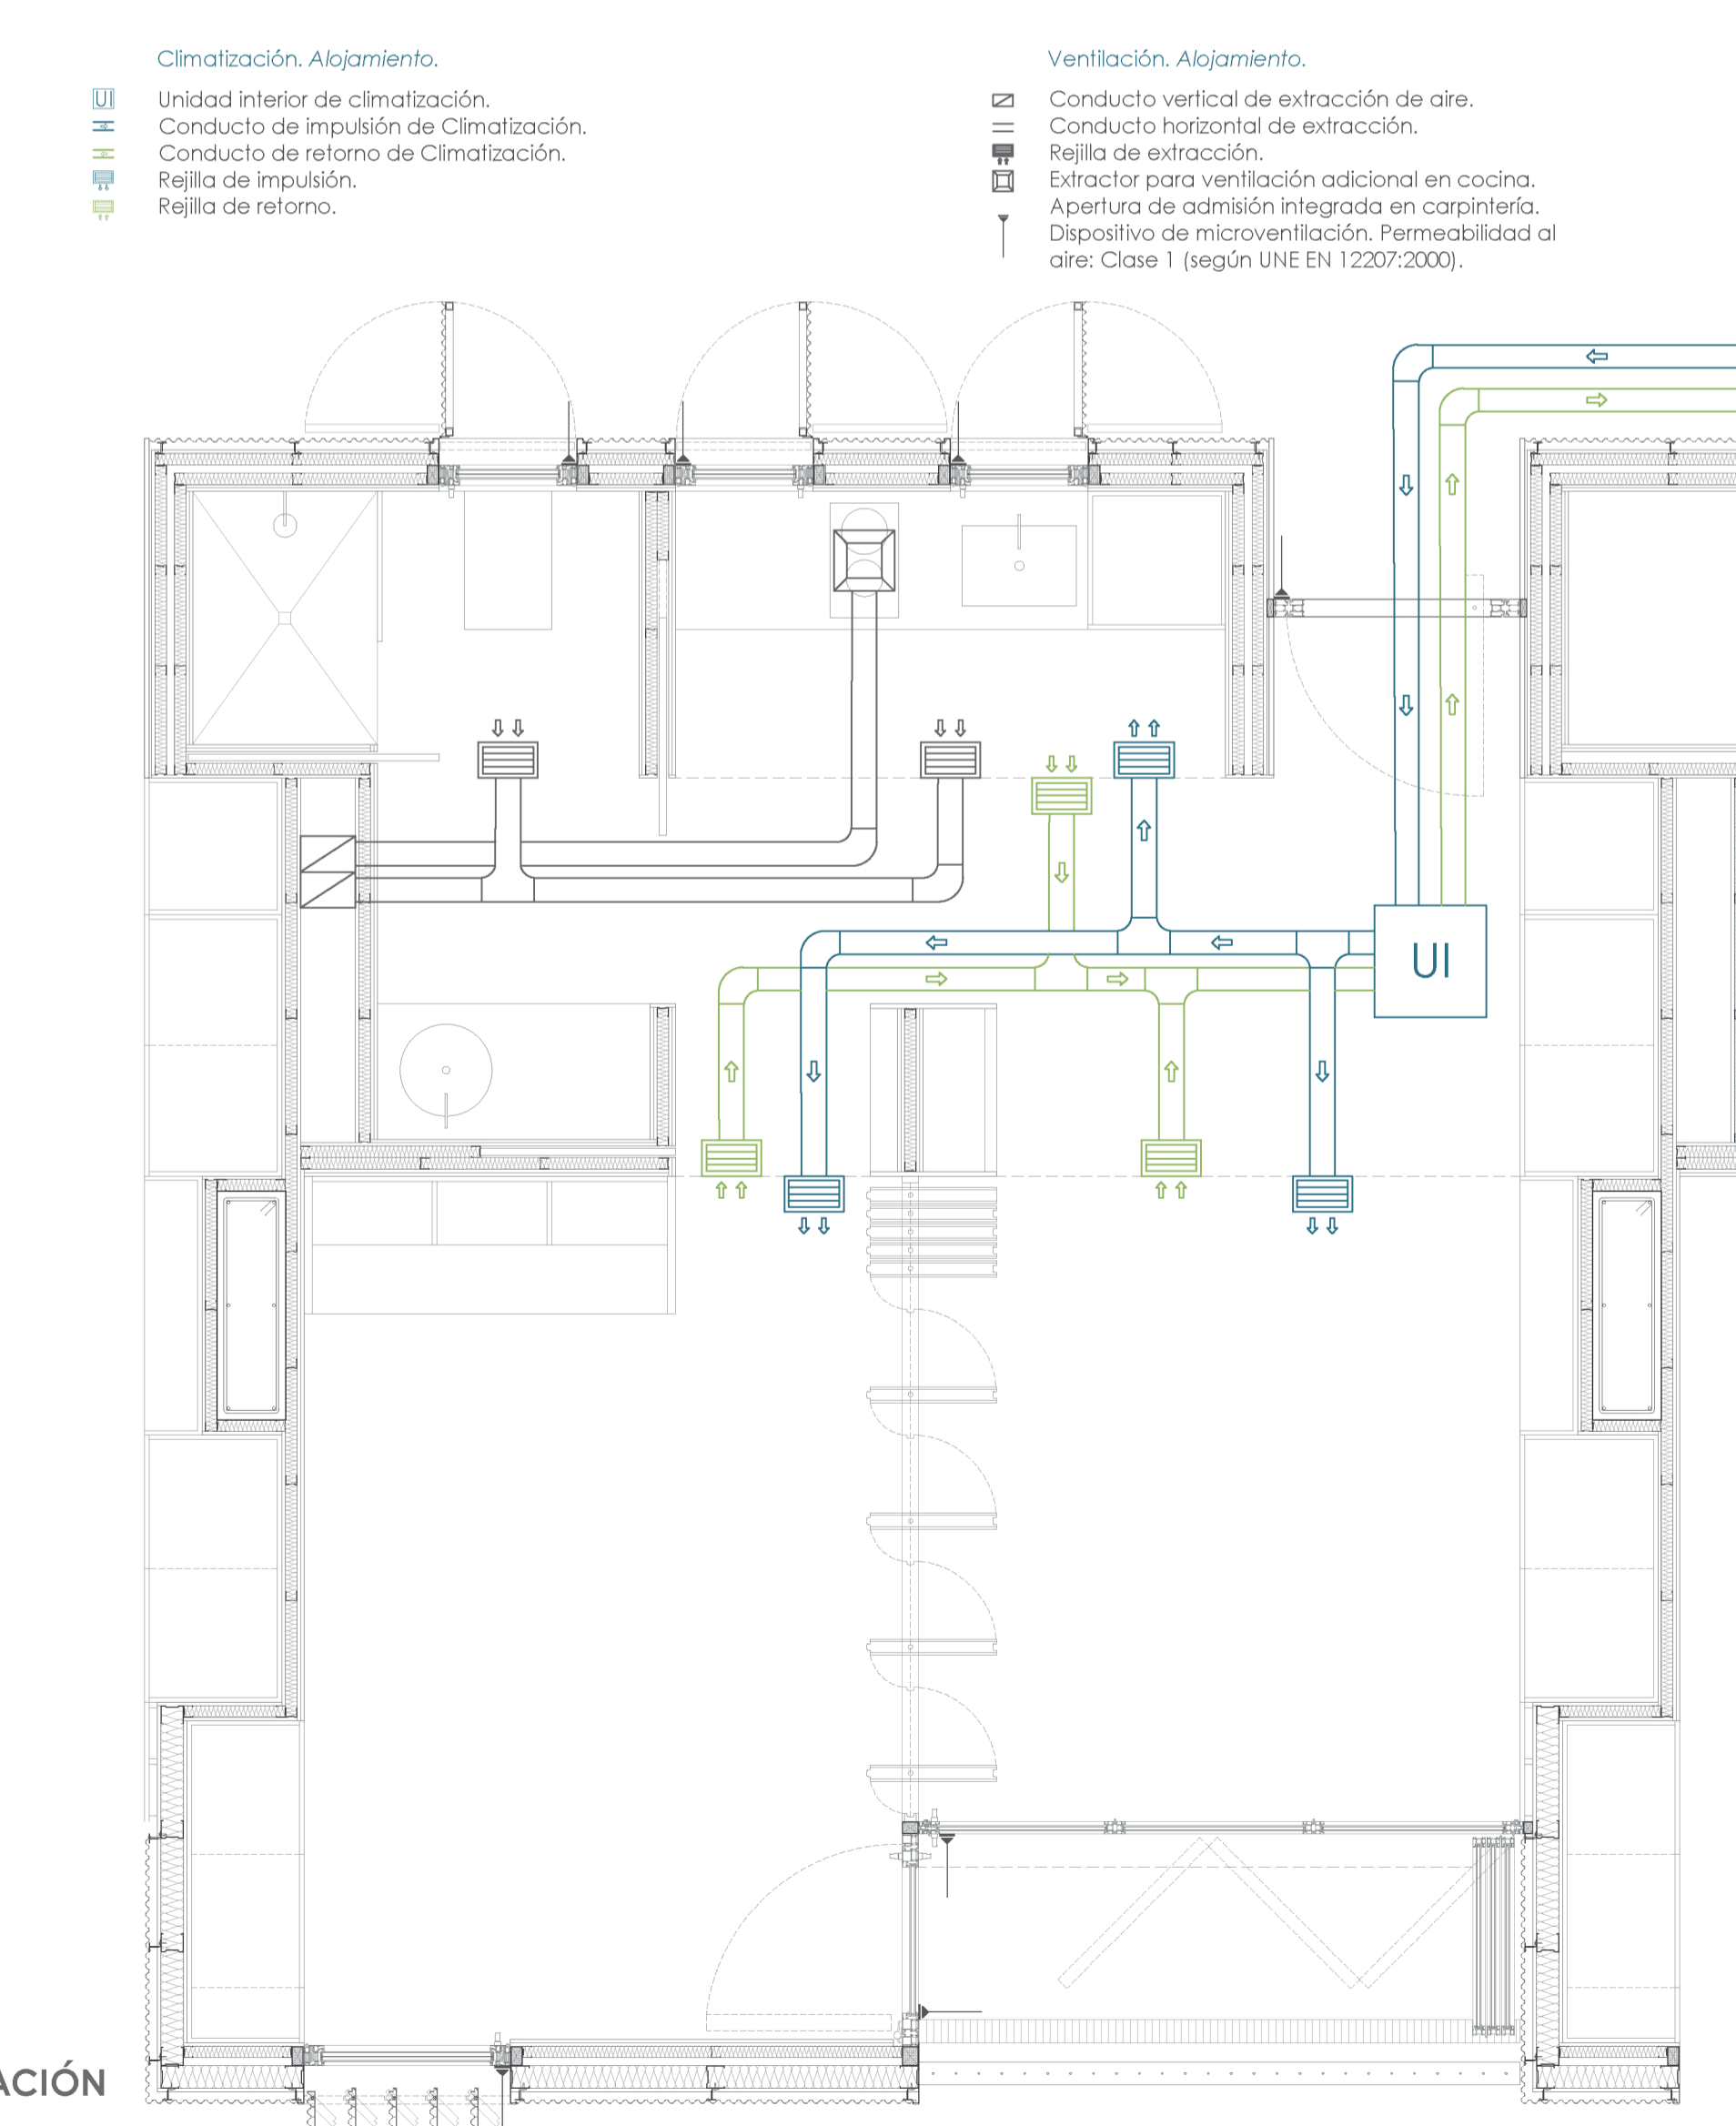 Climatización. Alojamiento.
UI
Unidad interior de climatización.
Conducto de impulsión de Climatización.
Conducto de retorno de Climatización.
Rejilla de impulsión.
Rejilla de retorno.
Ventilación. Alojamiento.
Conducto vertical de extracción de aire.
Conducto horizontal de extracción.
Rejilla de extracción.
Extractor para ventilación adicional en cocina.
Apertura de admisión integrada en carpintería.
Dispositivo de microventilación. Permeabilidad al
aire: Clase 1 (según UNE EN 12207:2000).
UI
ACIÓN